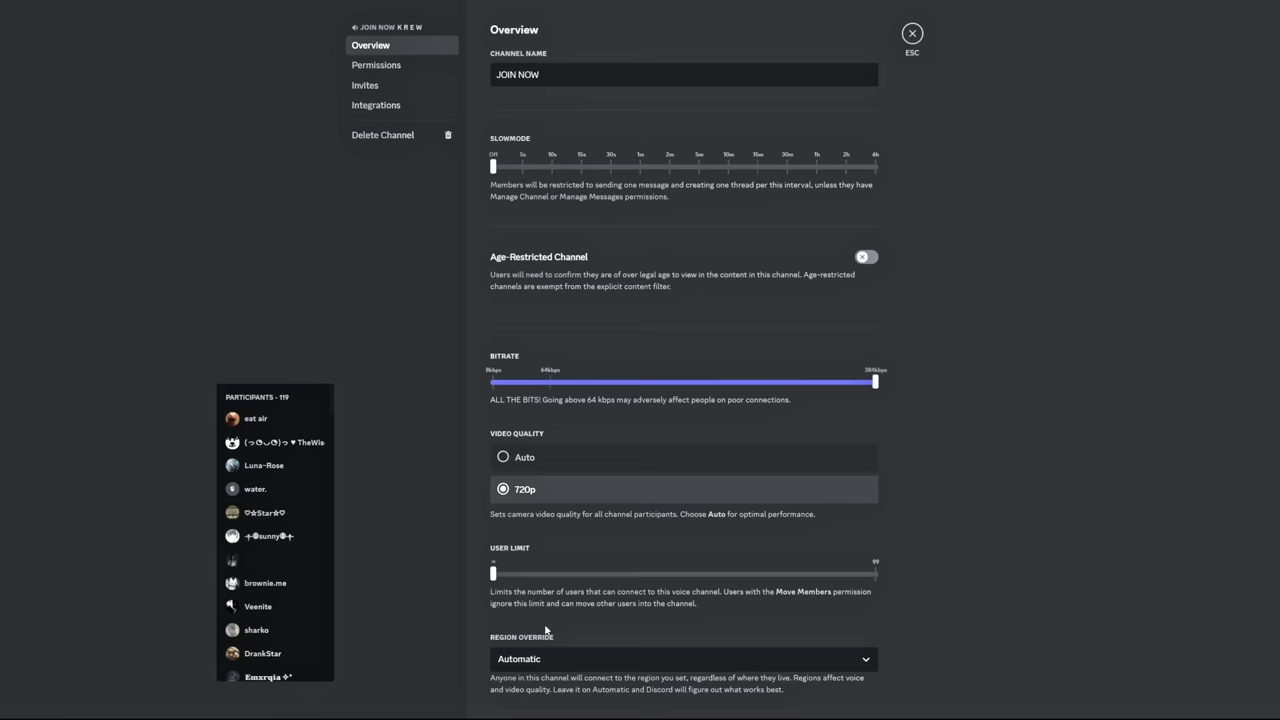 JOIN NOW KREW
Overview
Permissions
Invites
Integrations
Delete Channel
Overview
ESC
CHANNEL NAME
JOIN NOW
SLOWMODE
Off 5s 10s 15s 30s 1m 2m 5m 10m 15m 30m 1h 2h 6h
Members will be restricted to sending one message and creating one thread per this interval, unless they have
Manage Channel or Manage Messages permissions.
Age-Restricted Channel
Users will need to confirm they are of over legal age to view in the content in this channel. Age-restricted
channels are exempt from the explicit content filter.
BITRATE
8kbps 64kbps 384kbps
ALL THE BITS! Going above 64 kbps may adversely affect people on poor connections.
VIDEO QUALITY
Auto
720p
Sets camera video quality for all channel participants. Choose Auto for optimal performance.
USER LIMIT
∞ 99
Limits the number of users that can connect to this voice channel. Users with the Move Members permission
ignore this limit and can move other users into the channel.
REGION OVERRIDE
Automatic
Anyone in this channel will connect to the region you set, regardless of where they live. Regions affect voice
and video quality. Leave it on Automatic and Discord will figure out what works best.
PARTICIPANTS - 119
eat air
(っ◔◡◔)っ ♥ TheWis
Luna-Rose
water.
♡☆Star☆♡
sunny
brownie.me
Veenite
sharko
DrankStar
Emxrqia ✧*